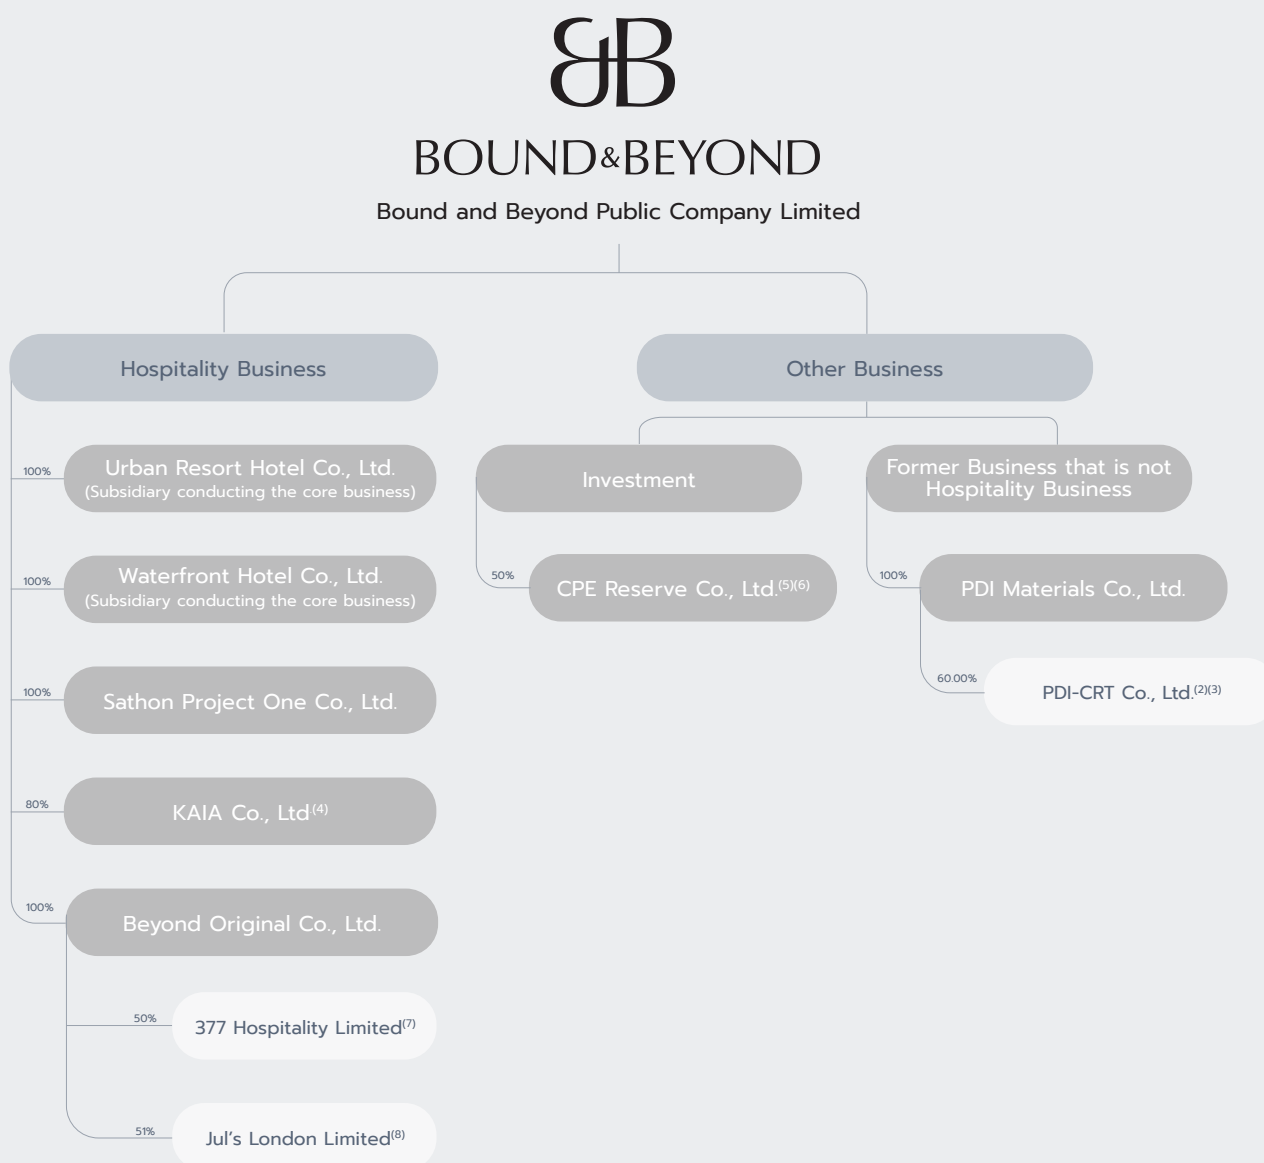 BOUND&BEYOND
Bound and Beyond Public Company Limited
Hospitality Business
100%
Urban Resort Hotel Co., Ltd.
(Subsidiary conducting the core business)
100%
Waterfront Hotel Co., Ltd.
(Subsidiary conducting the core business)
100%
Sathon Project One Co., Ltd.
80%
KAIA Co., Ltd(4)
100%
Beyond Original Co., Ltd.
50%
377 Hospitality Limited(7)
51%
Jul's London Limited(8)
Other Business
Investment
50%
CPE Reserve Co., Ltd.(5)(6)
Former Business that is not
Hospitality Business
100%
PDI Materials Co., Ltd.
60.00%
PDI-CRT Co., Ltd.(2)(3)